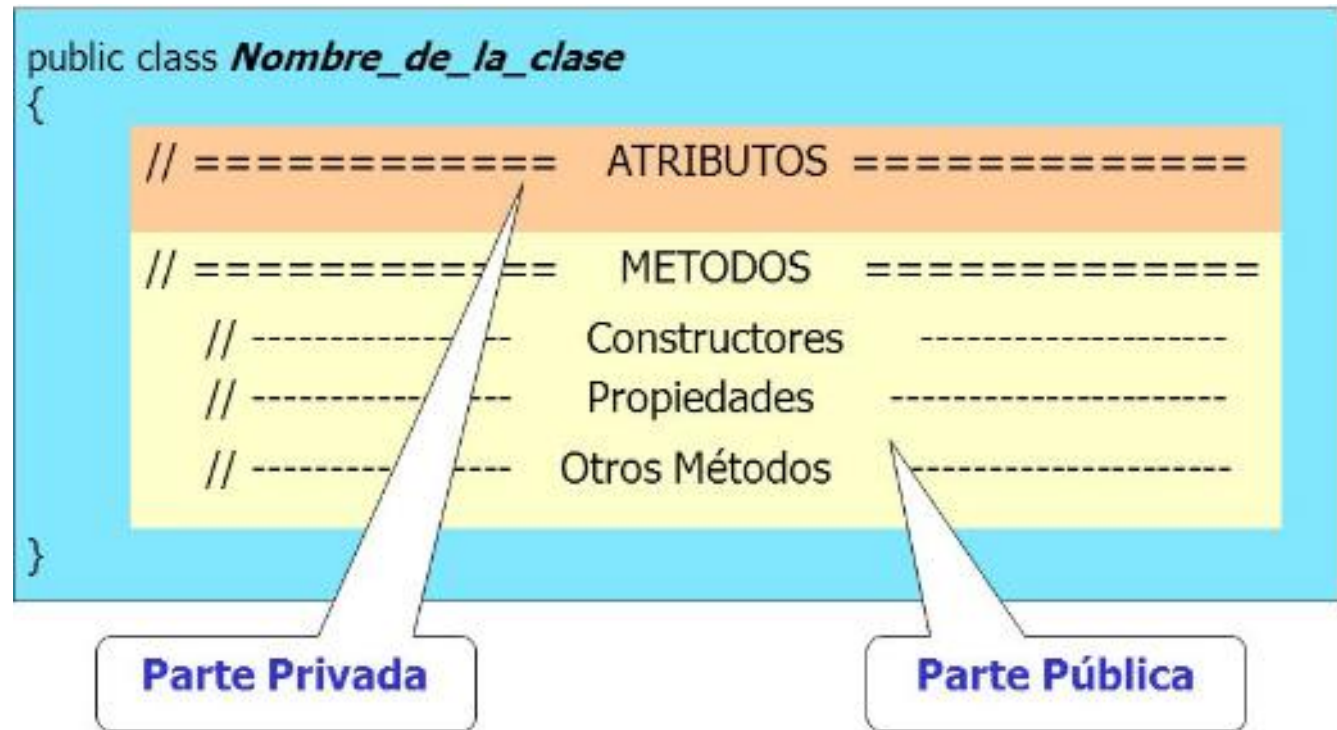 public class Nombre_de_la_clase
{
// ============ ATRIBUTOS =============
// ============ METODOS =============
// ---------------- Constructores -------------------
// ---------------- Propiedades ---------------------
// ---------------- Otros Métodos --------------------
}
Parte Privada Parte Pública